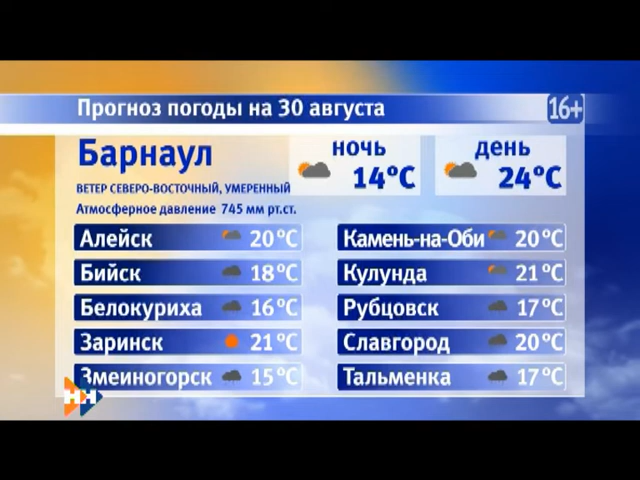 Прогноз погоды на 30 августа
16+
Барнаул
ночь
14°C
день
24°C
ВЕТЕР СЕВЕРО-ВОСТОЧНЫЙ, УМЕРЕННЫЙ
Атмосферное давление 745 мм рт.ст.
Алейск 20°C
Бийск 18°C
Белокуриха 16°C
Заринск 21°C
Змеиногорск 15°C
Камень-на-Оби 20°C
Кулунда 21°C
Рубцовск 17°C
Славгород 20°C
Тальменка 17°C
НН